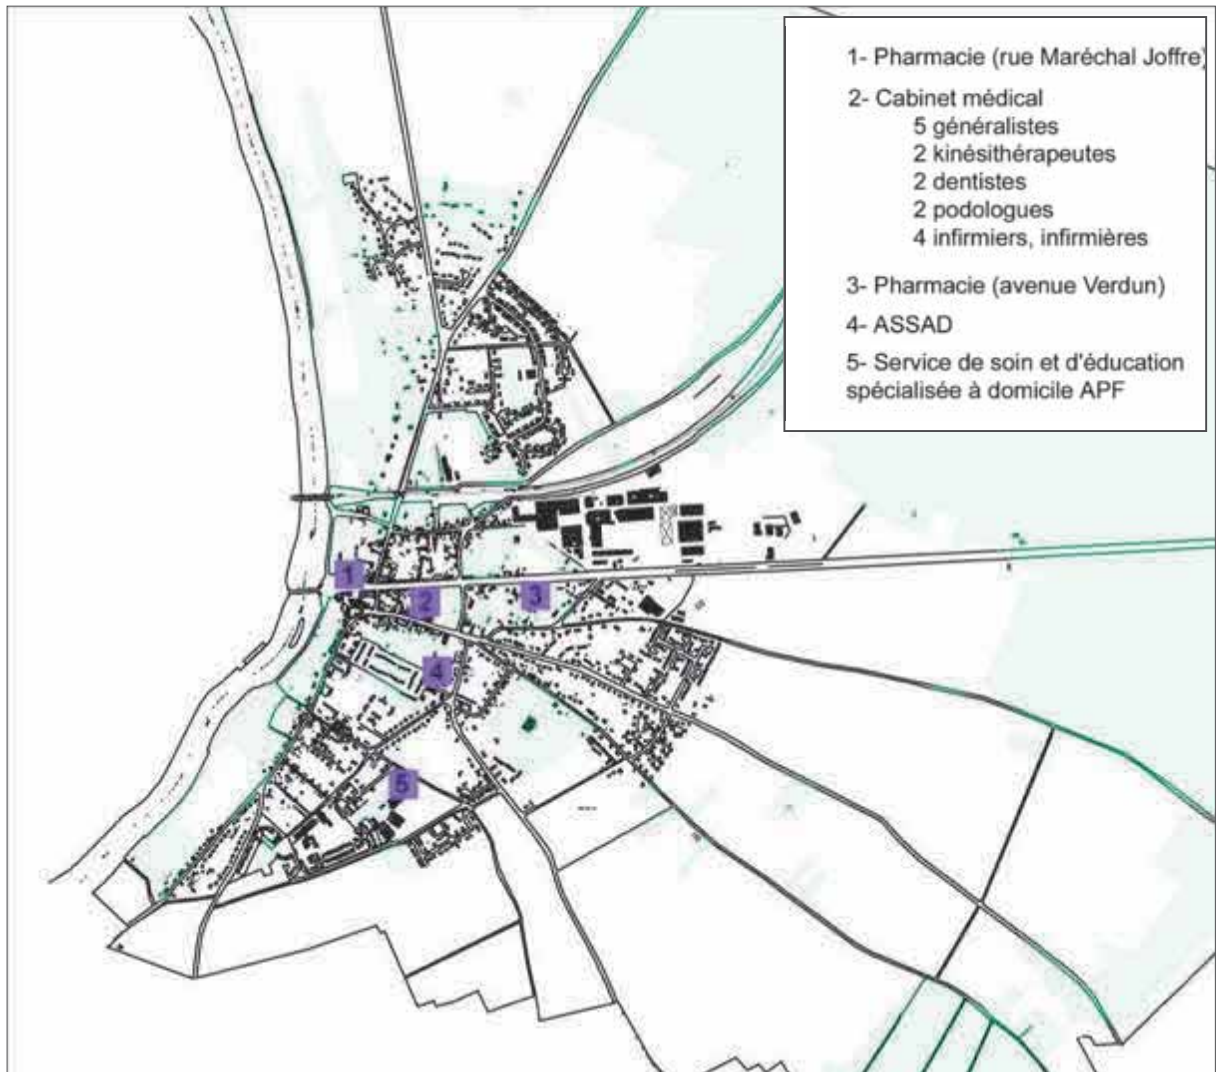 1- Pharmacie (rue Maréchal Joffre)
2- Cabinet médical
5 généralistes
2 kinésithérapeutes
2 dentistes
2 podologues
4 infirmiers, infirmières
3- Pharmacie (avenue Verdun)
4- ASSAD
5- Service de soin et d'éducation
spécialisée à domicile APF
1
2
3
4
5